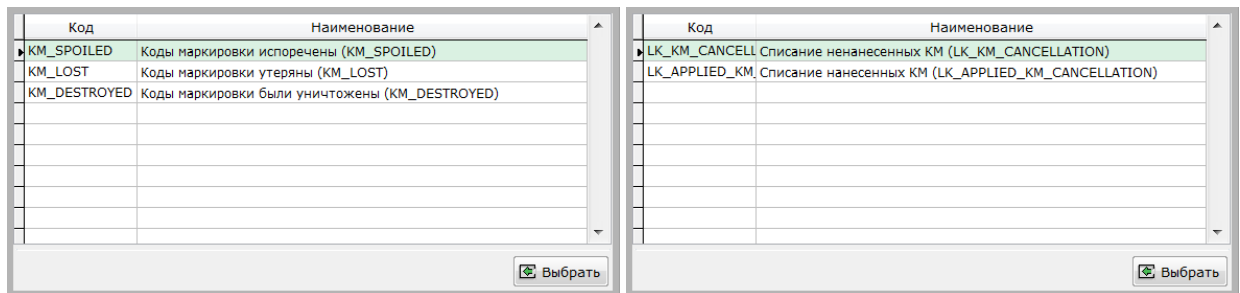 Код Наименование
KM_SPOILED Коды маркировки испоречены (KM_SPOILED)
KM_LOST Коды маркировки утеряны (KM_LOST)
KM_DESTROYED Коды маркировки были уничтожены (KM_DESTROYED)
Выбрать
Код Наименование
LK_KM_CANCELL Списание ненанесенных КМ (LK_KM_CANCELLATION)
LK_APPLIED_KM_ Списание нанесенных КМ (LK_APPLIED_KM_CANCELLATION)
Выбрать